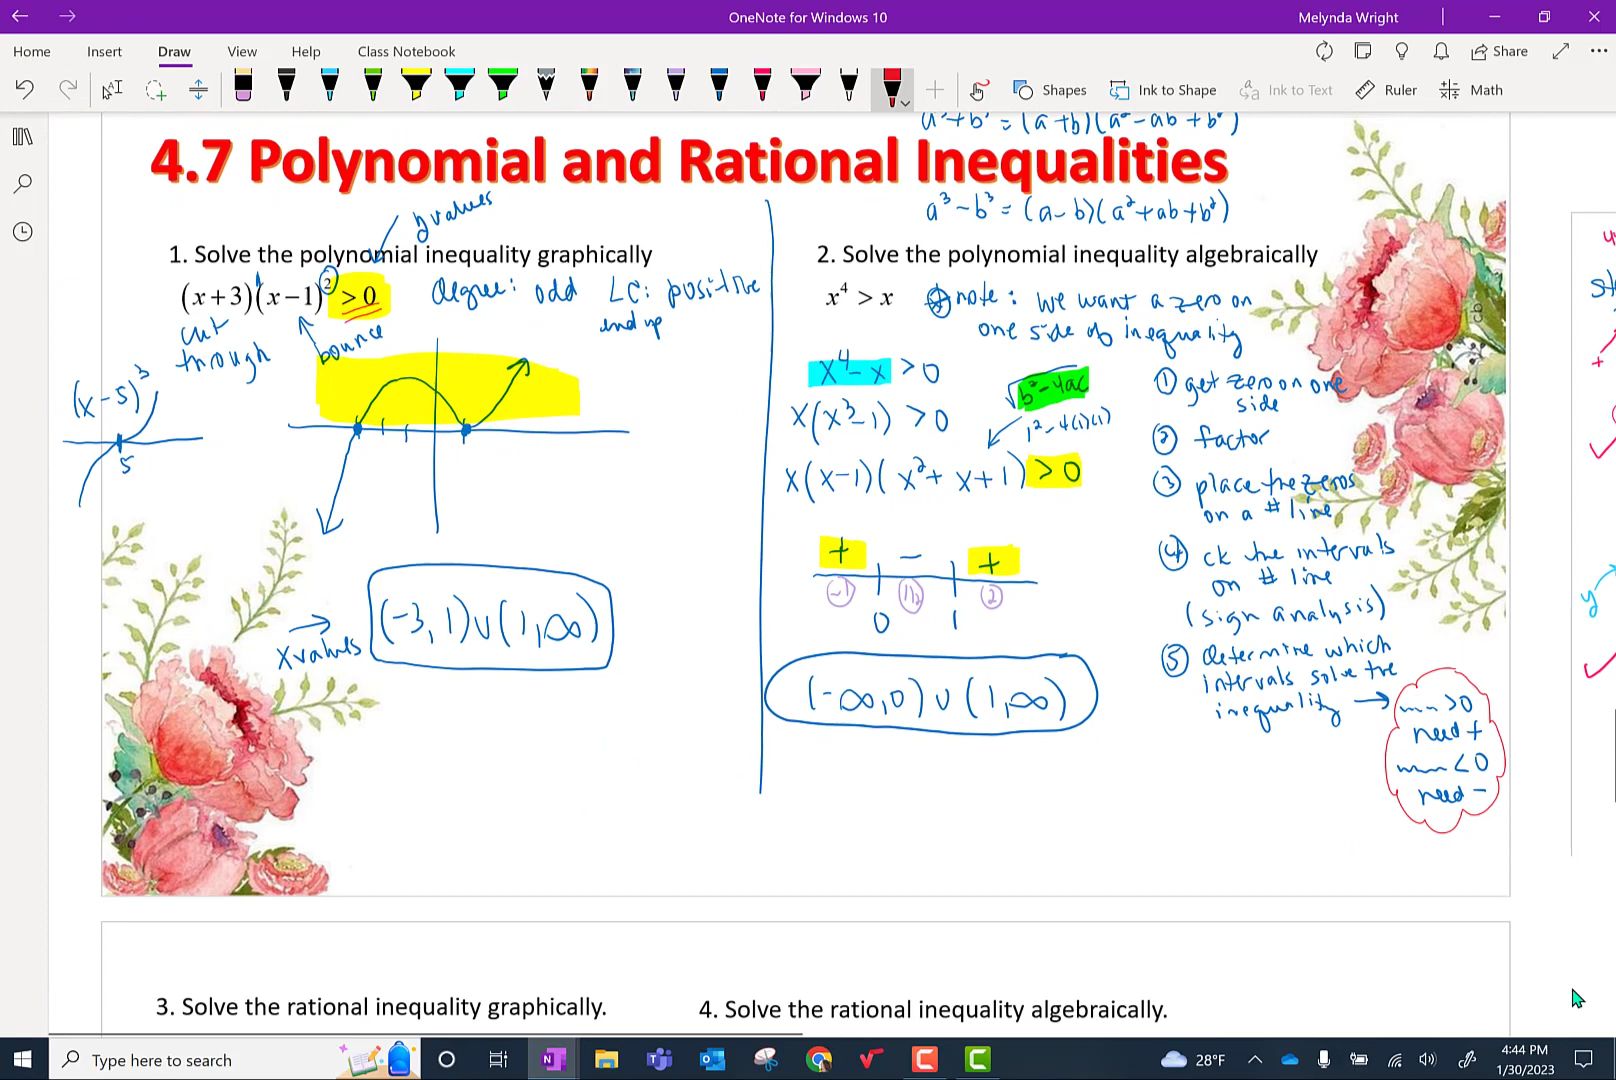 OneNote for Windows 10
Melynda Wright
Home Insert Draw View Help Class Notebook
Share
Shapes Ink to Shape Ink to Text Ruler Math
a³+b³ = (a+b)(a²-ab+b²)
4.7 Polynomial and Rational Inequalities
a³-b³ = (a-b)(a²+ab+b²)
y values
1. Solve the polynomial inequality graphically
(x+3)(x−1)² > 0
degree: odd LC: positive
end up
cut
through
bounce
(x-5)³
5
x values
(-3, 1) ∪ (1, ∞)
2. Solve the polynomial inequality algebraically
x⁴ > x
note: we want a zero on
one side of inequality
x⁴ - x > 0
x(x³-1) > 0
√b²-4ac
1²-4(1)(1)
x(x-1)(x²+x+1) > 0
+ − +
-1 1/2 2
0 1
(-∞,0) ∪ (1,∞)
① get zero on one
side
② factor
③ place the zeros
on a # line
④ ck the intervals
on # line
(sign analysis)
⑤ determine which
intervals solve the
inequality →
>0
need +
<0
need -
3. Solve the rational inequality graphically.
4. Solve the rational inequality algebraically.
Type here to search
28°F
4:44 PM
1/30/2023